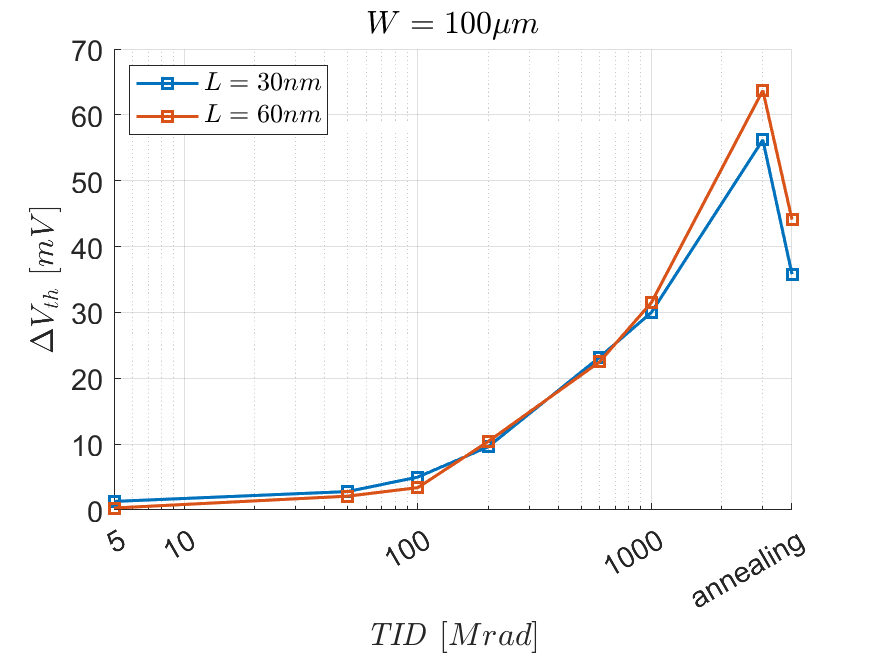 W = 100μm
L = 30nm
L = 60nm
ΔV_th [mV]
70
60
50
40
30
20
10
0
5
10
100
1000
annealing
TID [Mrad]